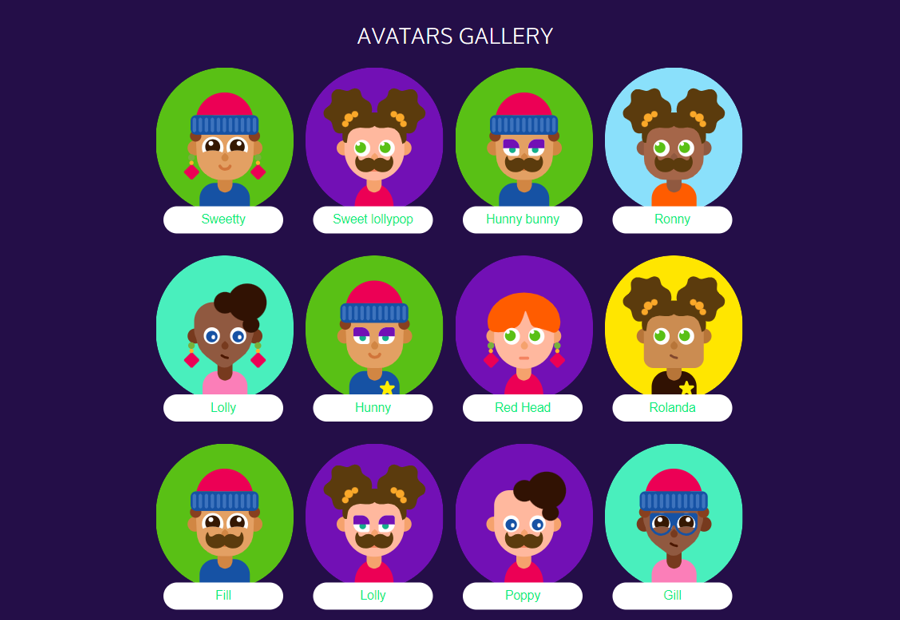 AVATARS GALLERY
Sweetty
Sweet lollypop
Hunny bunny
Ronny
Lolly
Hunny
Red Head
Rolanda
Fill
Lolly
Poppy
Gill